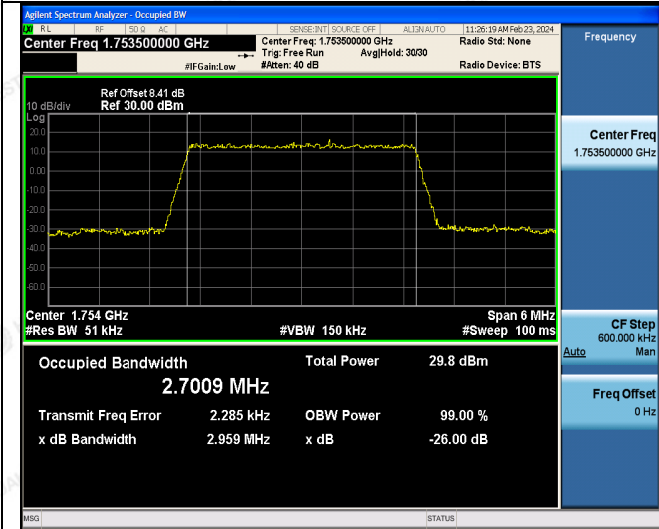 Agilent Spectrum Analyzer - Occupied BW
RL RF 50 Ω AC SENSE:INT SOURCE OFF ALIGN AUTO 11:26:19 AM Feb 23, 2024
Center Freq 1.753500000 GHz
Center Freq: 1.753500000 GHz
Radio Std: None
Trig: Free Run Avg|Hold: 30/30
#IFGain:Low
#Atten: 40 dB
Radio Device: BTS
Frequency
Ref Offset 8.41 dB
10 dB/div Ref 30.00 dBm
Log
20.0
10.0
0.00
-10.0
-20.0
-30.0
-40.0
-50.0
-60.0
Center 1.754 GHz Span 6 MHz
#Res BW 51 kHz #VBW 150 kHz #Sweep 100 ms
Occupied Bandwidth Total Power 29.8 dBm
2.7009 MHz
Transmit Freq Error 2.285 kHz OBW Power 99.00 %
x dB Bandwidth 2.959 MHz x dB -26.00 dB
Center Freq
1.753500000 GHz
CF Step
600.000 kHz
Auto Man
Freq Offset
0 Hz
MSG STATUS